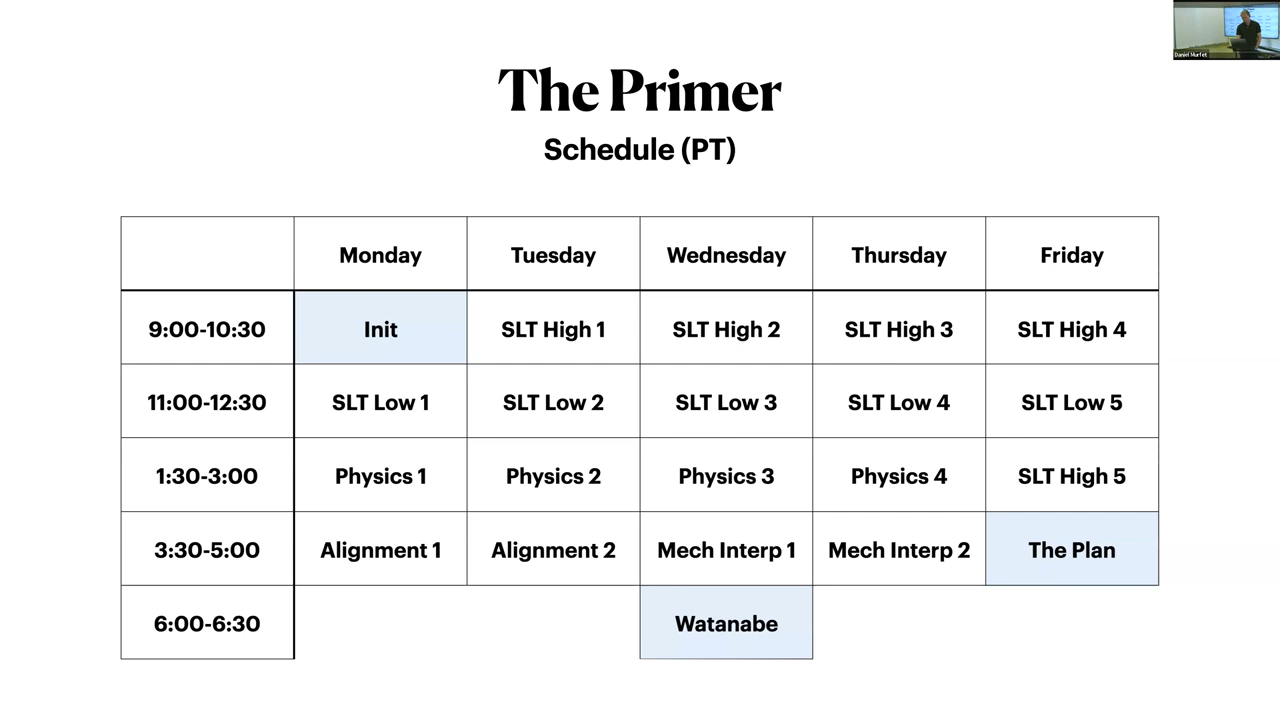 Daniel Murfet
The Primer
Schedule (PT)
Monday Tuesday Wednesday Thursday Friday
9:00-10:30 Init SLT High 1 SLT High 2 SLT High 3 SLT High 4
11:00-12:30 SLT Low 1 SLT Low 2 SLT Low 3 SLT Low 4 SLT Low 5
1:30-3:00 Physics 1 Physics 2 Physics 3 Physics 4 SLT High 5
3:30-5:00 Alignment 1 Alignment 2 Mech Interp 1 Mech Interp 2 The Plan
6:00-6:30 Watanabe